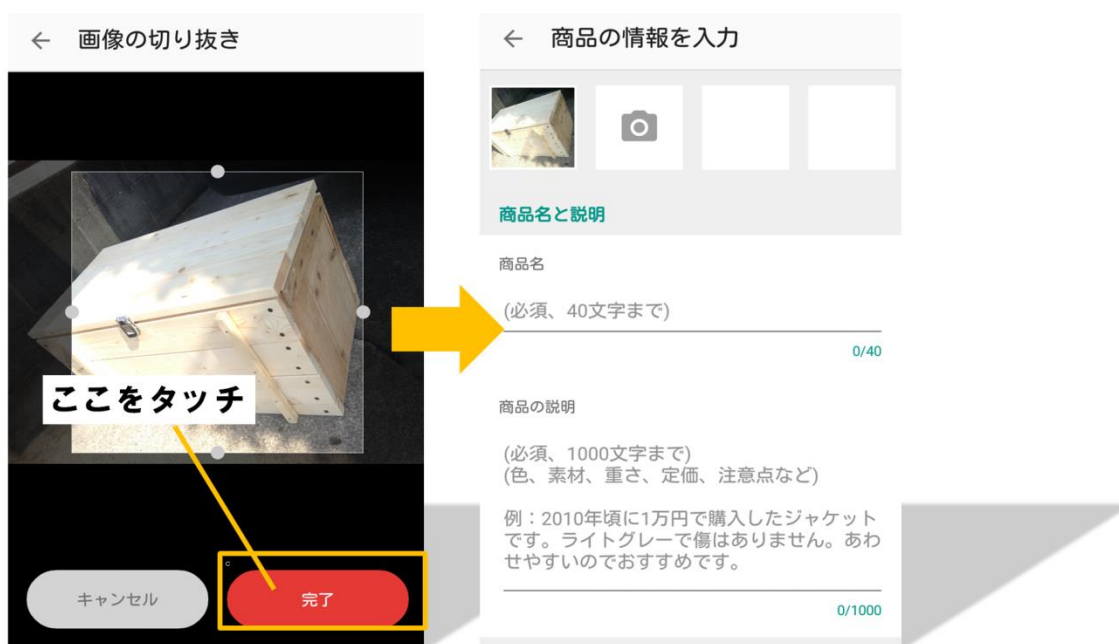 画像の切り抜き
ここをタッチ
キャンセル
完了
商品の情報を入力
商品名と説明
商品名
(必須、40文字まで)
0/40
商品の説明
(必須、1000文字まで)
(色、素材、重さ、定価、注意点など)
例：2010年頃に1万円で購入したジャケット
です。ライトグレーで傷はありません。あわ
せやすいのでおすすめです。
0/1000